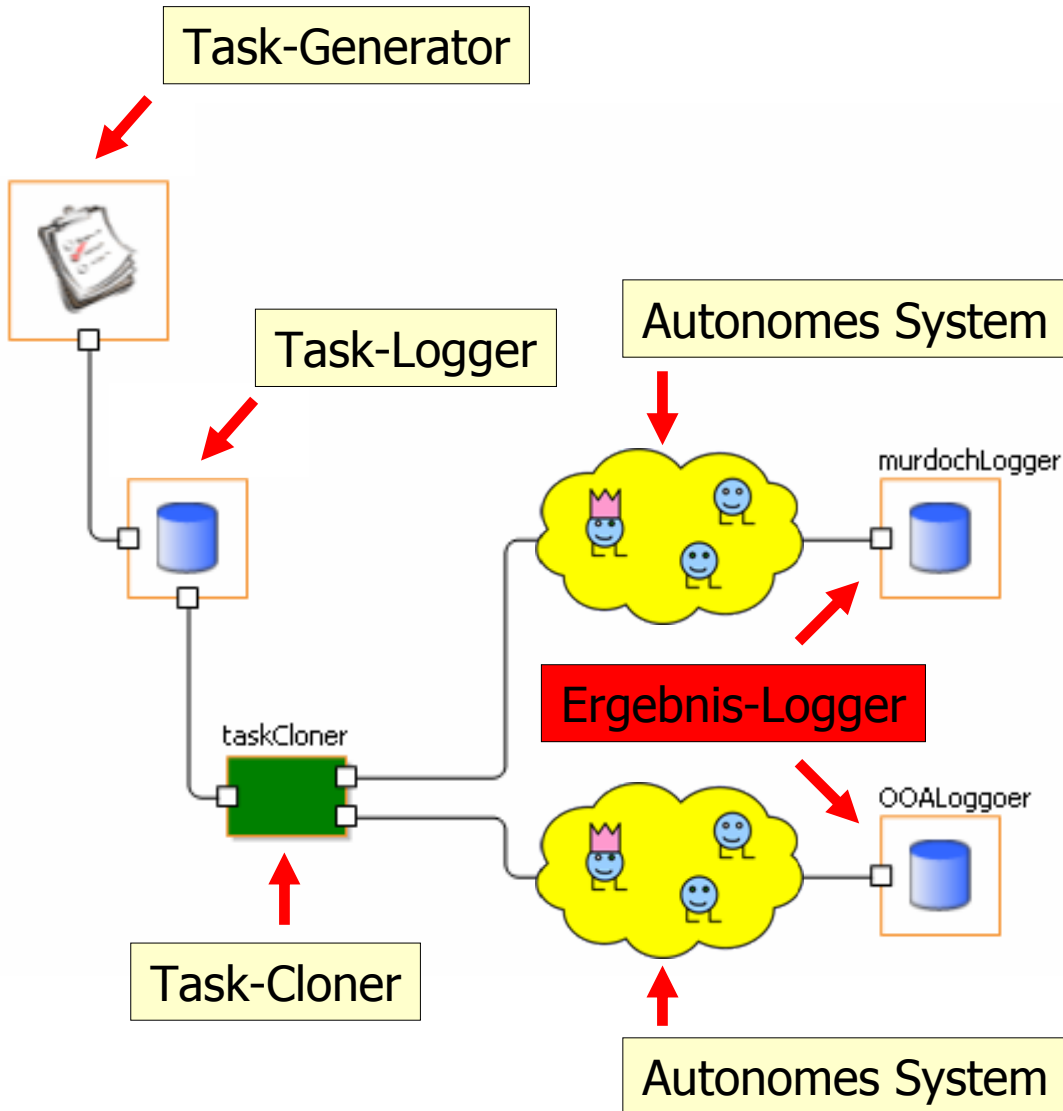 Task-Generator
Task-Logger
Autonomes System
murdochLogger
Ergebnis-Logger
taskCloner
OOALoggoer
Task-Cloner
Autonomes System